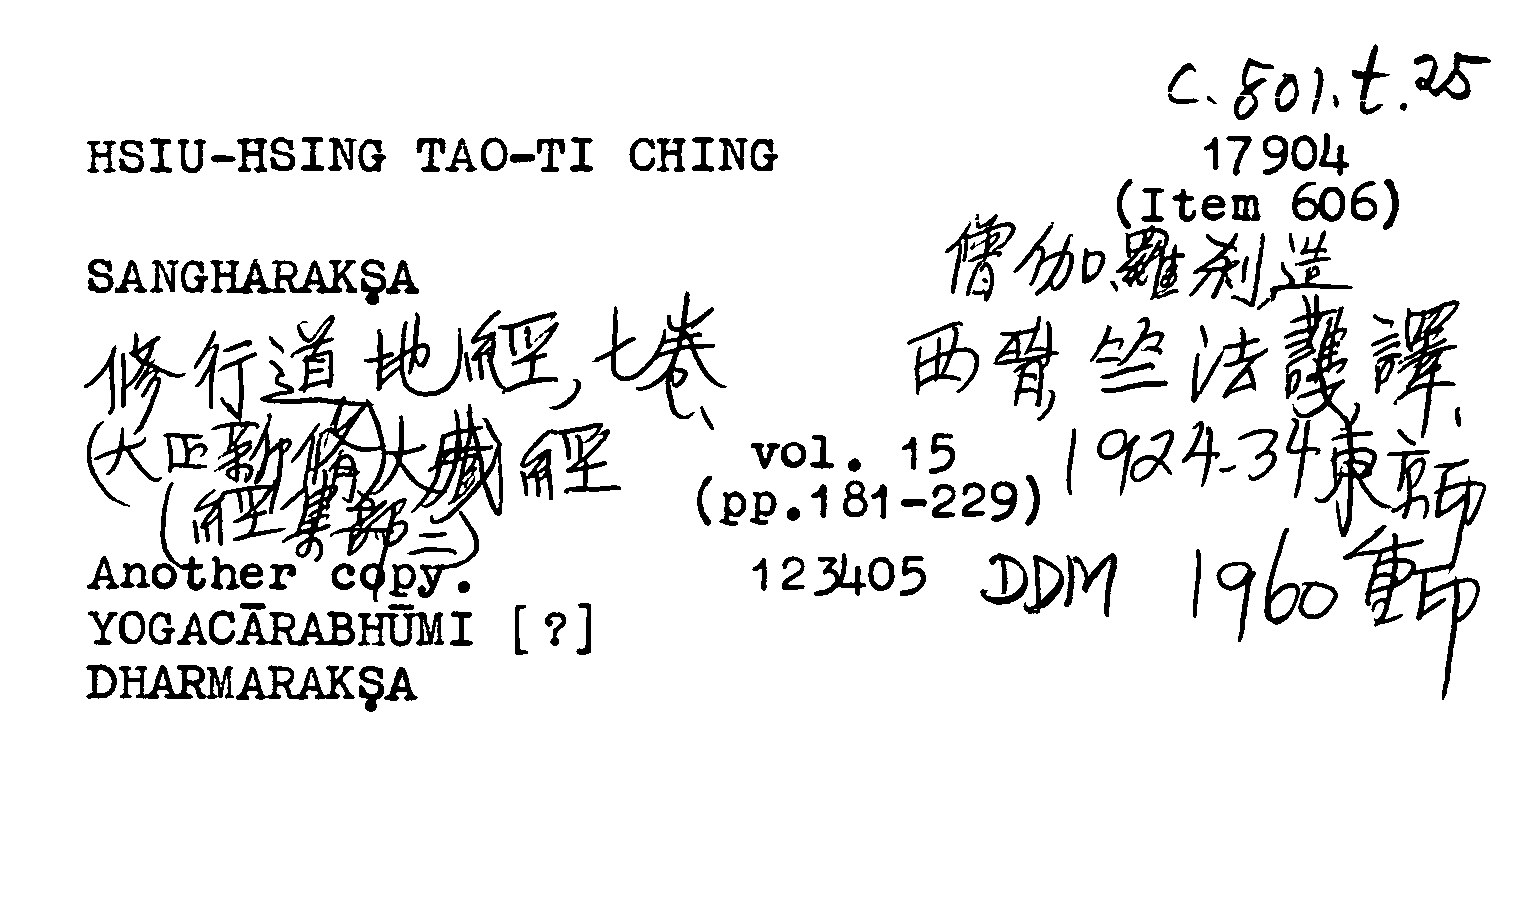 C.801.t.25
HSIU-HSING TAO-TI CHING 17904
(Item 606)
SANGHARAKṢA 僧伽羅刹造
修行道地經, 七卷、 西晉, 竺法護譯,
(大正新脩)大藏經 vol. 15 1924-34東京印
(經集部二) (pp.181-229)
Another copy. 123405 DDM 1960重印
YOGACĀRABHŪMI [?]
DHARMARAKṢA